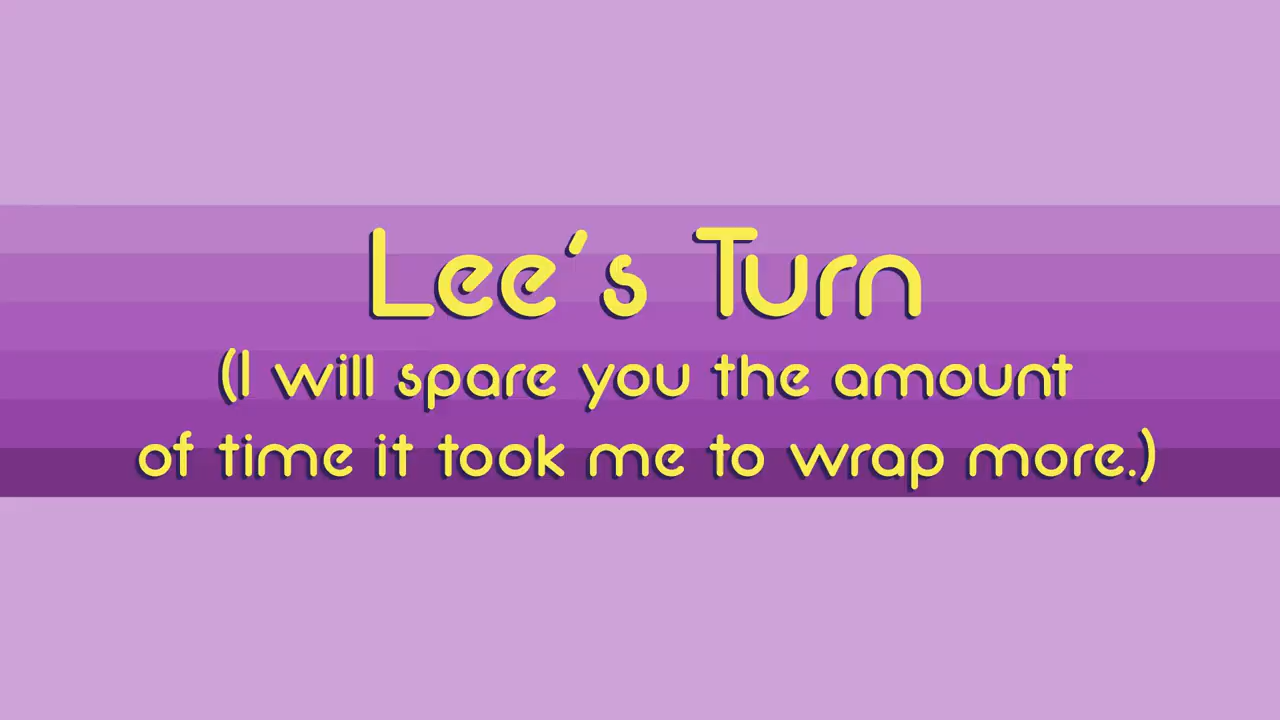 Lee's Turn
(I will spare you the amount
of time it took me to wrap more.)